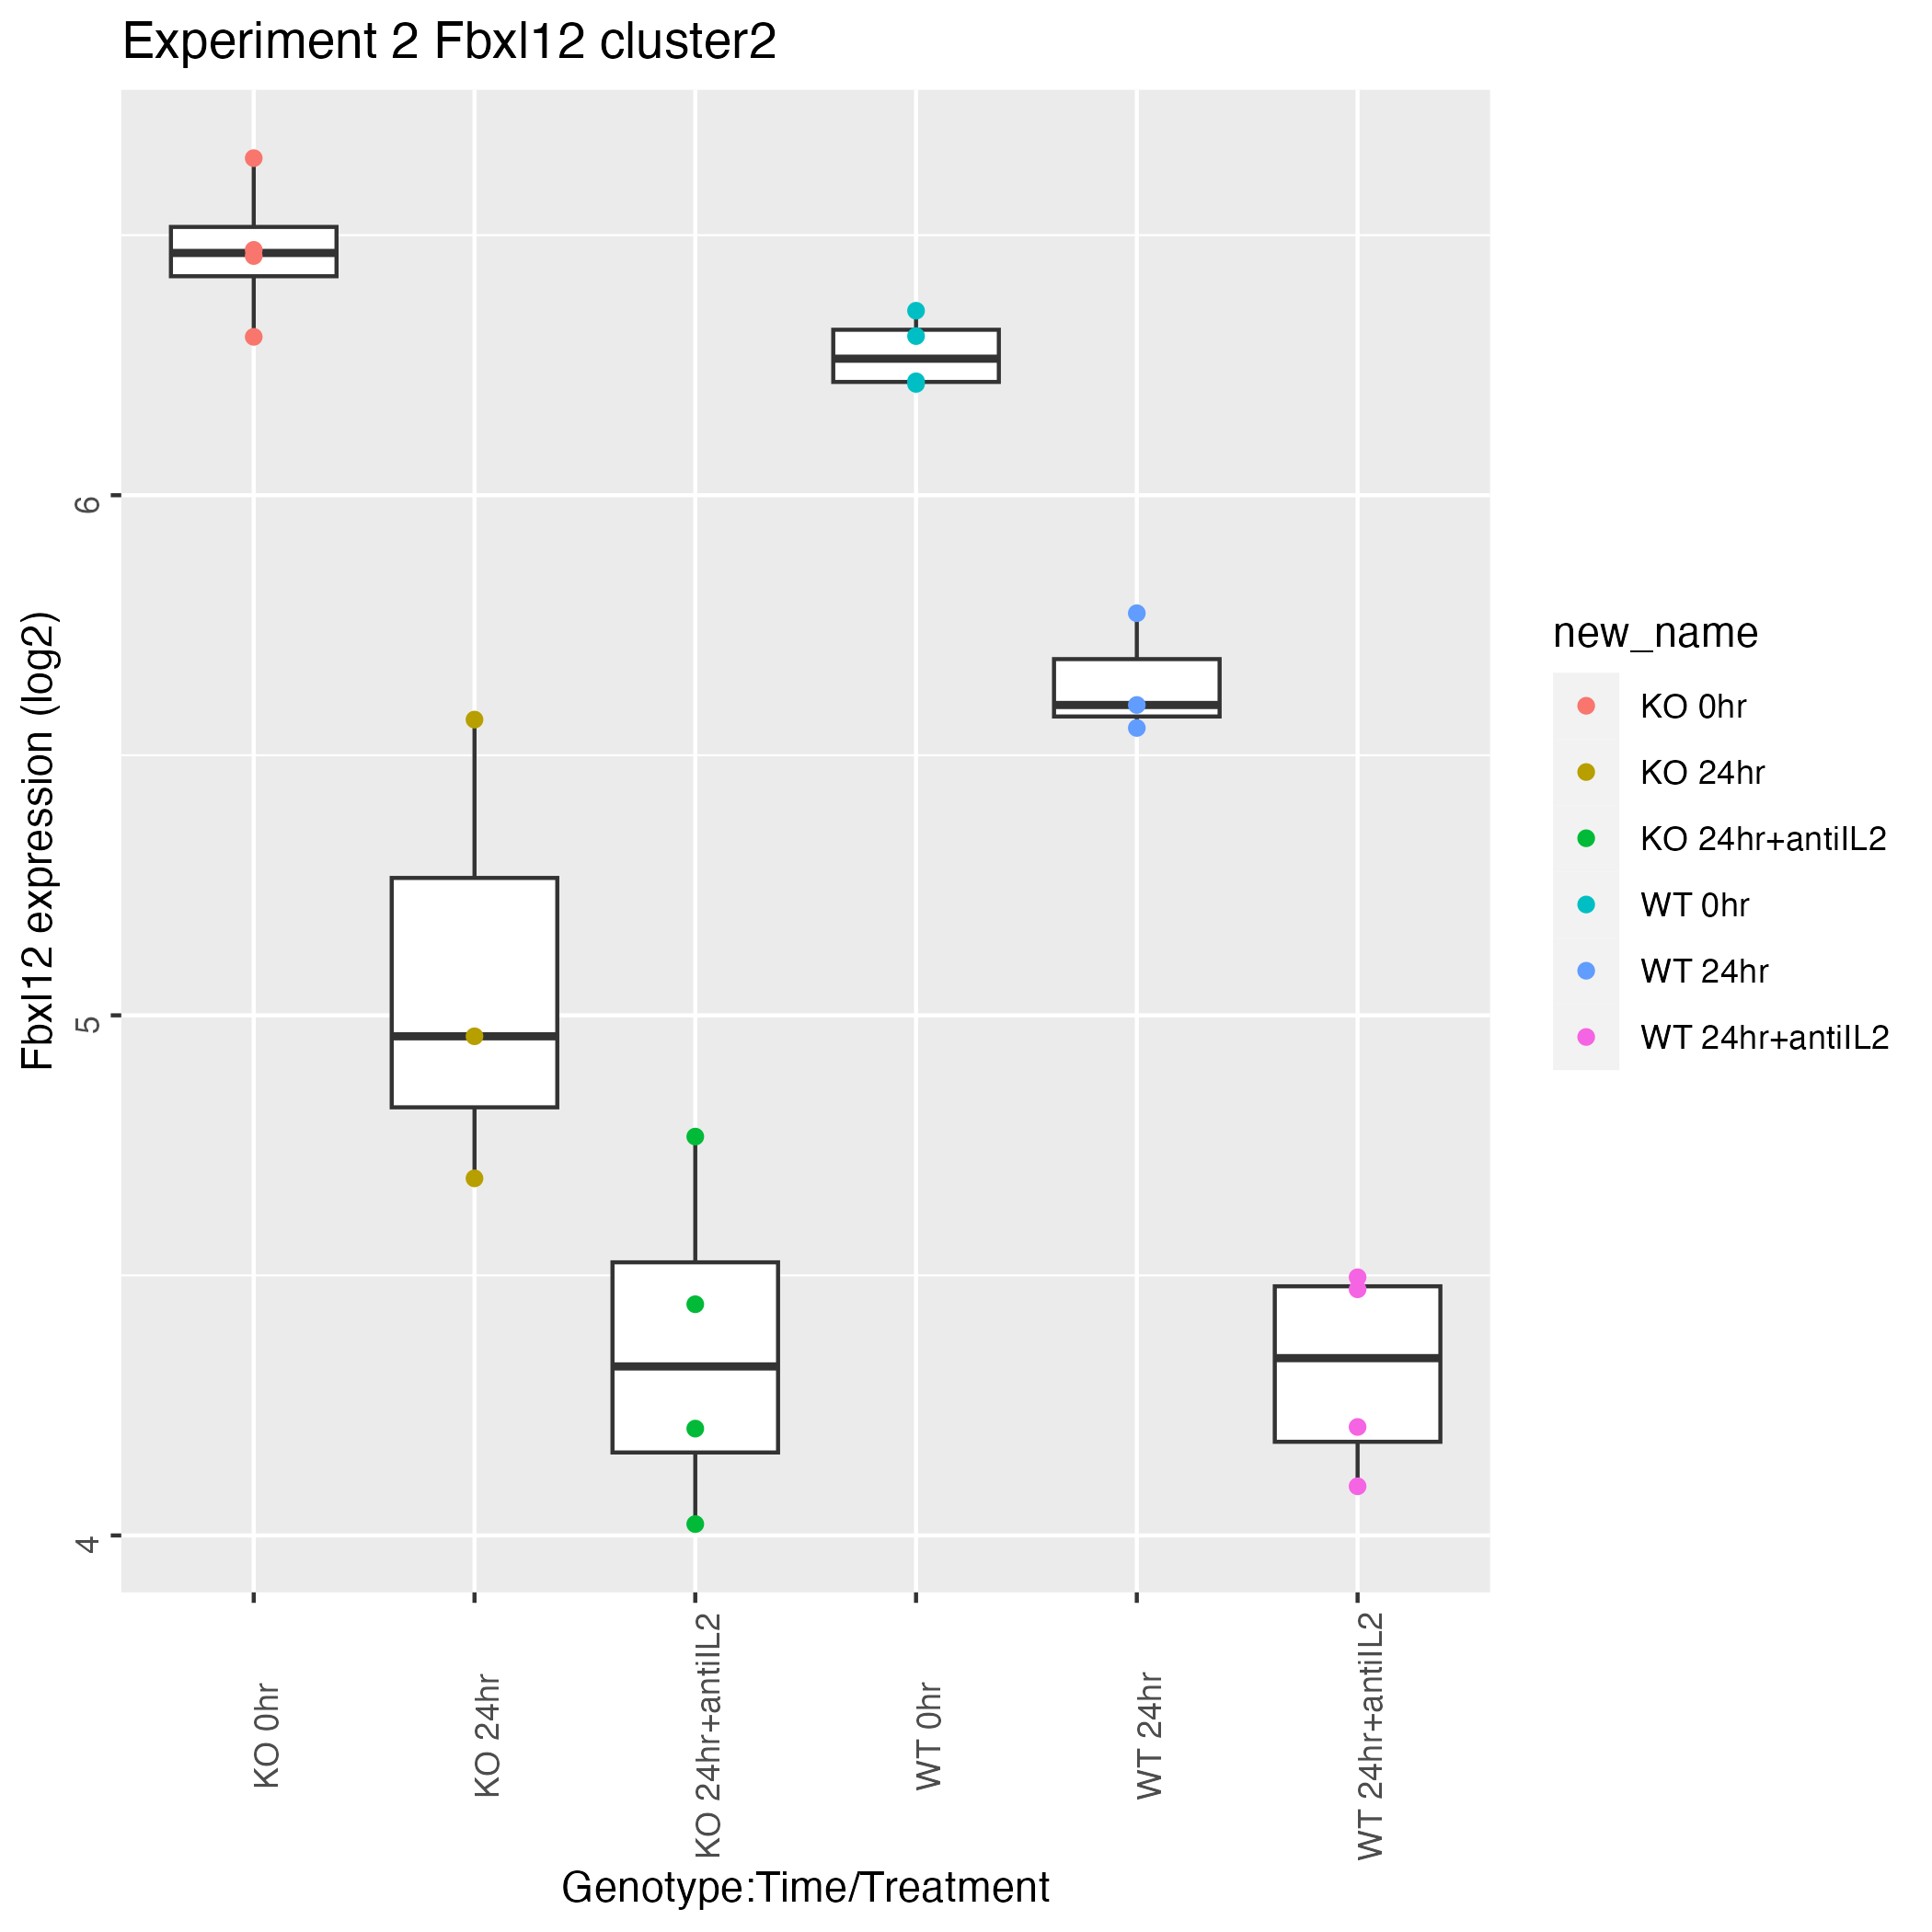 Experiment 2 Fbxl12 cluster2
Fbxl12 expression (log2)
6
5
4
KO 0hr
KO 24hr
KO 24hr+antiIL2
WT 0hr
WT 24hr
WT 24hr+antiIL2
Genotype:Time/Treatment
new_name
KO 0hr
KO 24hr
KO 24hr+antiIL2
WT 0hr
WT 24hr
WT 24hr+antiIL2